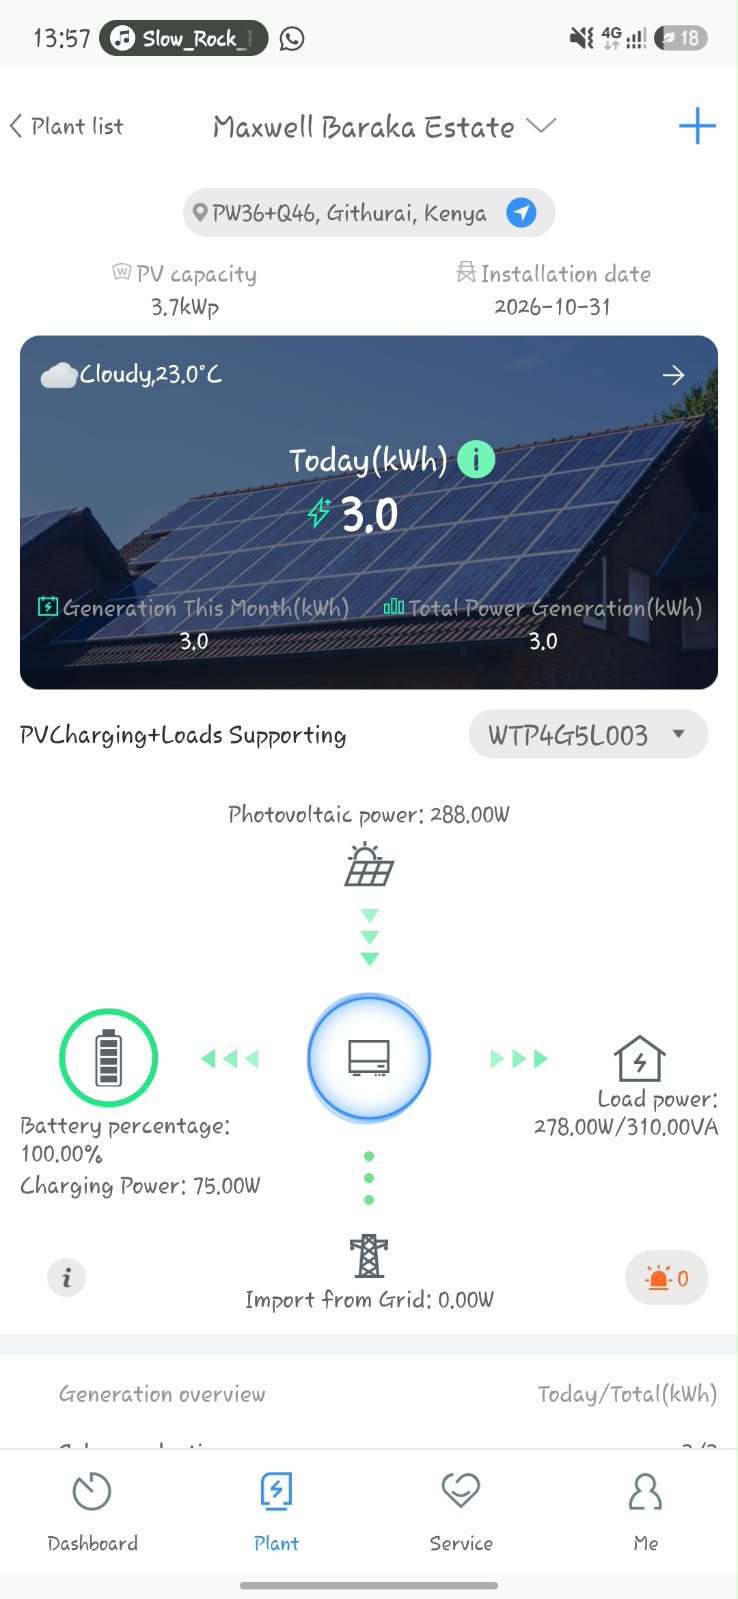 13:57 Slow_Rock_ 4G 18
Plant list Maxwell Baraka Estate
PW36+Q46, Githurai, Kenya
PV capacity Installation date
3.7kWp 2026-10-31
Cloudy,23.0°C
Today(kWh) i
3.0
Generation This Month(kWh) Total Power Generation(kWh)
3.0 3.0
PVCharging+Loads Supporting WTP4G5L003
Photovoltaic power: 288.00W
Battery percentage:
100.00%
Charging Power: 75.00W
Load power:
278.00W/310.00VA
i 0
Import from Grid: 0.00W
Generation overview Today/Total(kWh)
Dashboard Plant Service Me